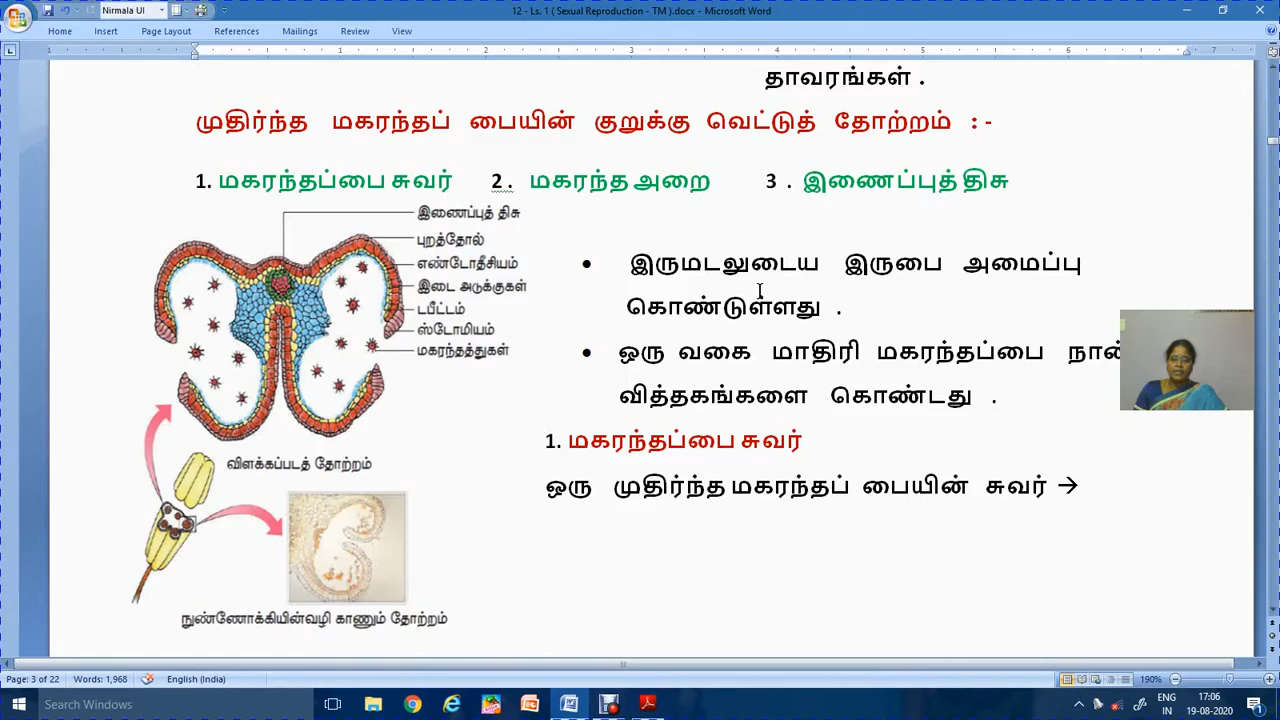 Nirmala UI
12 - Ls. 1 ( Sexual Reproduction - TM ).docx - Microsoft Word
Home Insert Page Layout References Mailings Review View
தாவரங்கள் .
முதிர்ந்த மகரந்தப் பையின் குறுக்கு வெட்டுத் தோற்றம் : -
1. மகரந்தப்பை சுவர் 2 . மகரந்த அறை 3 . இணைப்புத் திசு
இணைப்புத் திசு
புறத்தோல்
எண்டோதீசியம்
இடை அடுக்குகள்
டபீட்டம்
ஸ்டோமியம்
மகரந்தத்துகள்
விளக்கப்படத் தோற்றம்
நுண்ணோக்கியின்வழி காணும் தோற்றம்
• இருமடலுடைய இருபை அமைப்பு
கொண்டுள்ளது .
• ஒரு வகை மாதிரி மகரந்தப்பை
வித்தகங்களை கொண்டது .
1. மகரந்தப்பை சுவர்
ஒரு முதிர்ந்த மகரந்தப் பையின் சுவர் →
Page: 3 of 22 Words: 1,968 English (India) 190%
Search Windows
ENG 17:06
IN 19-08-2020